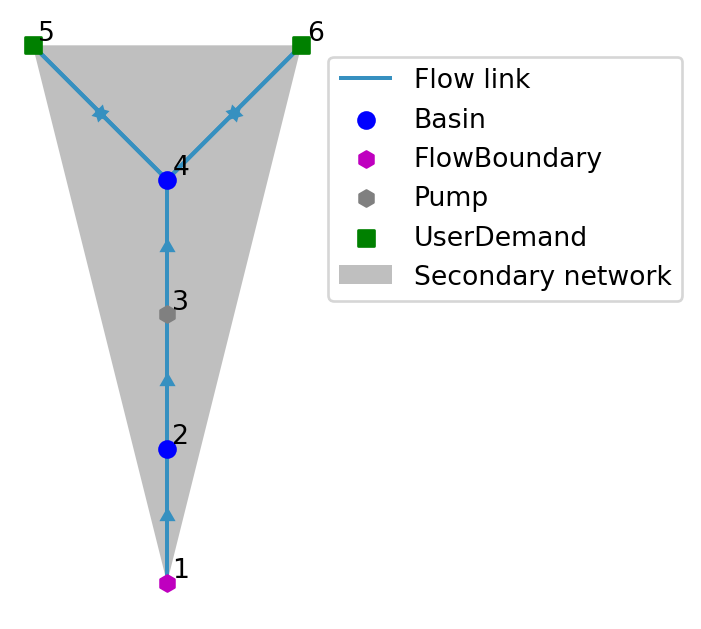 5
6
Flow link
Basin
FlowBoundary
4
Pump
UserDemand
Secondary network
3
2
1